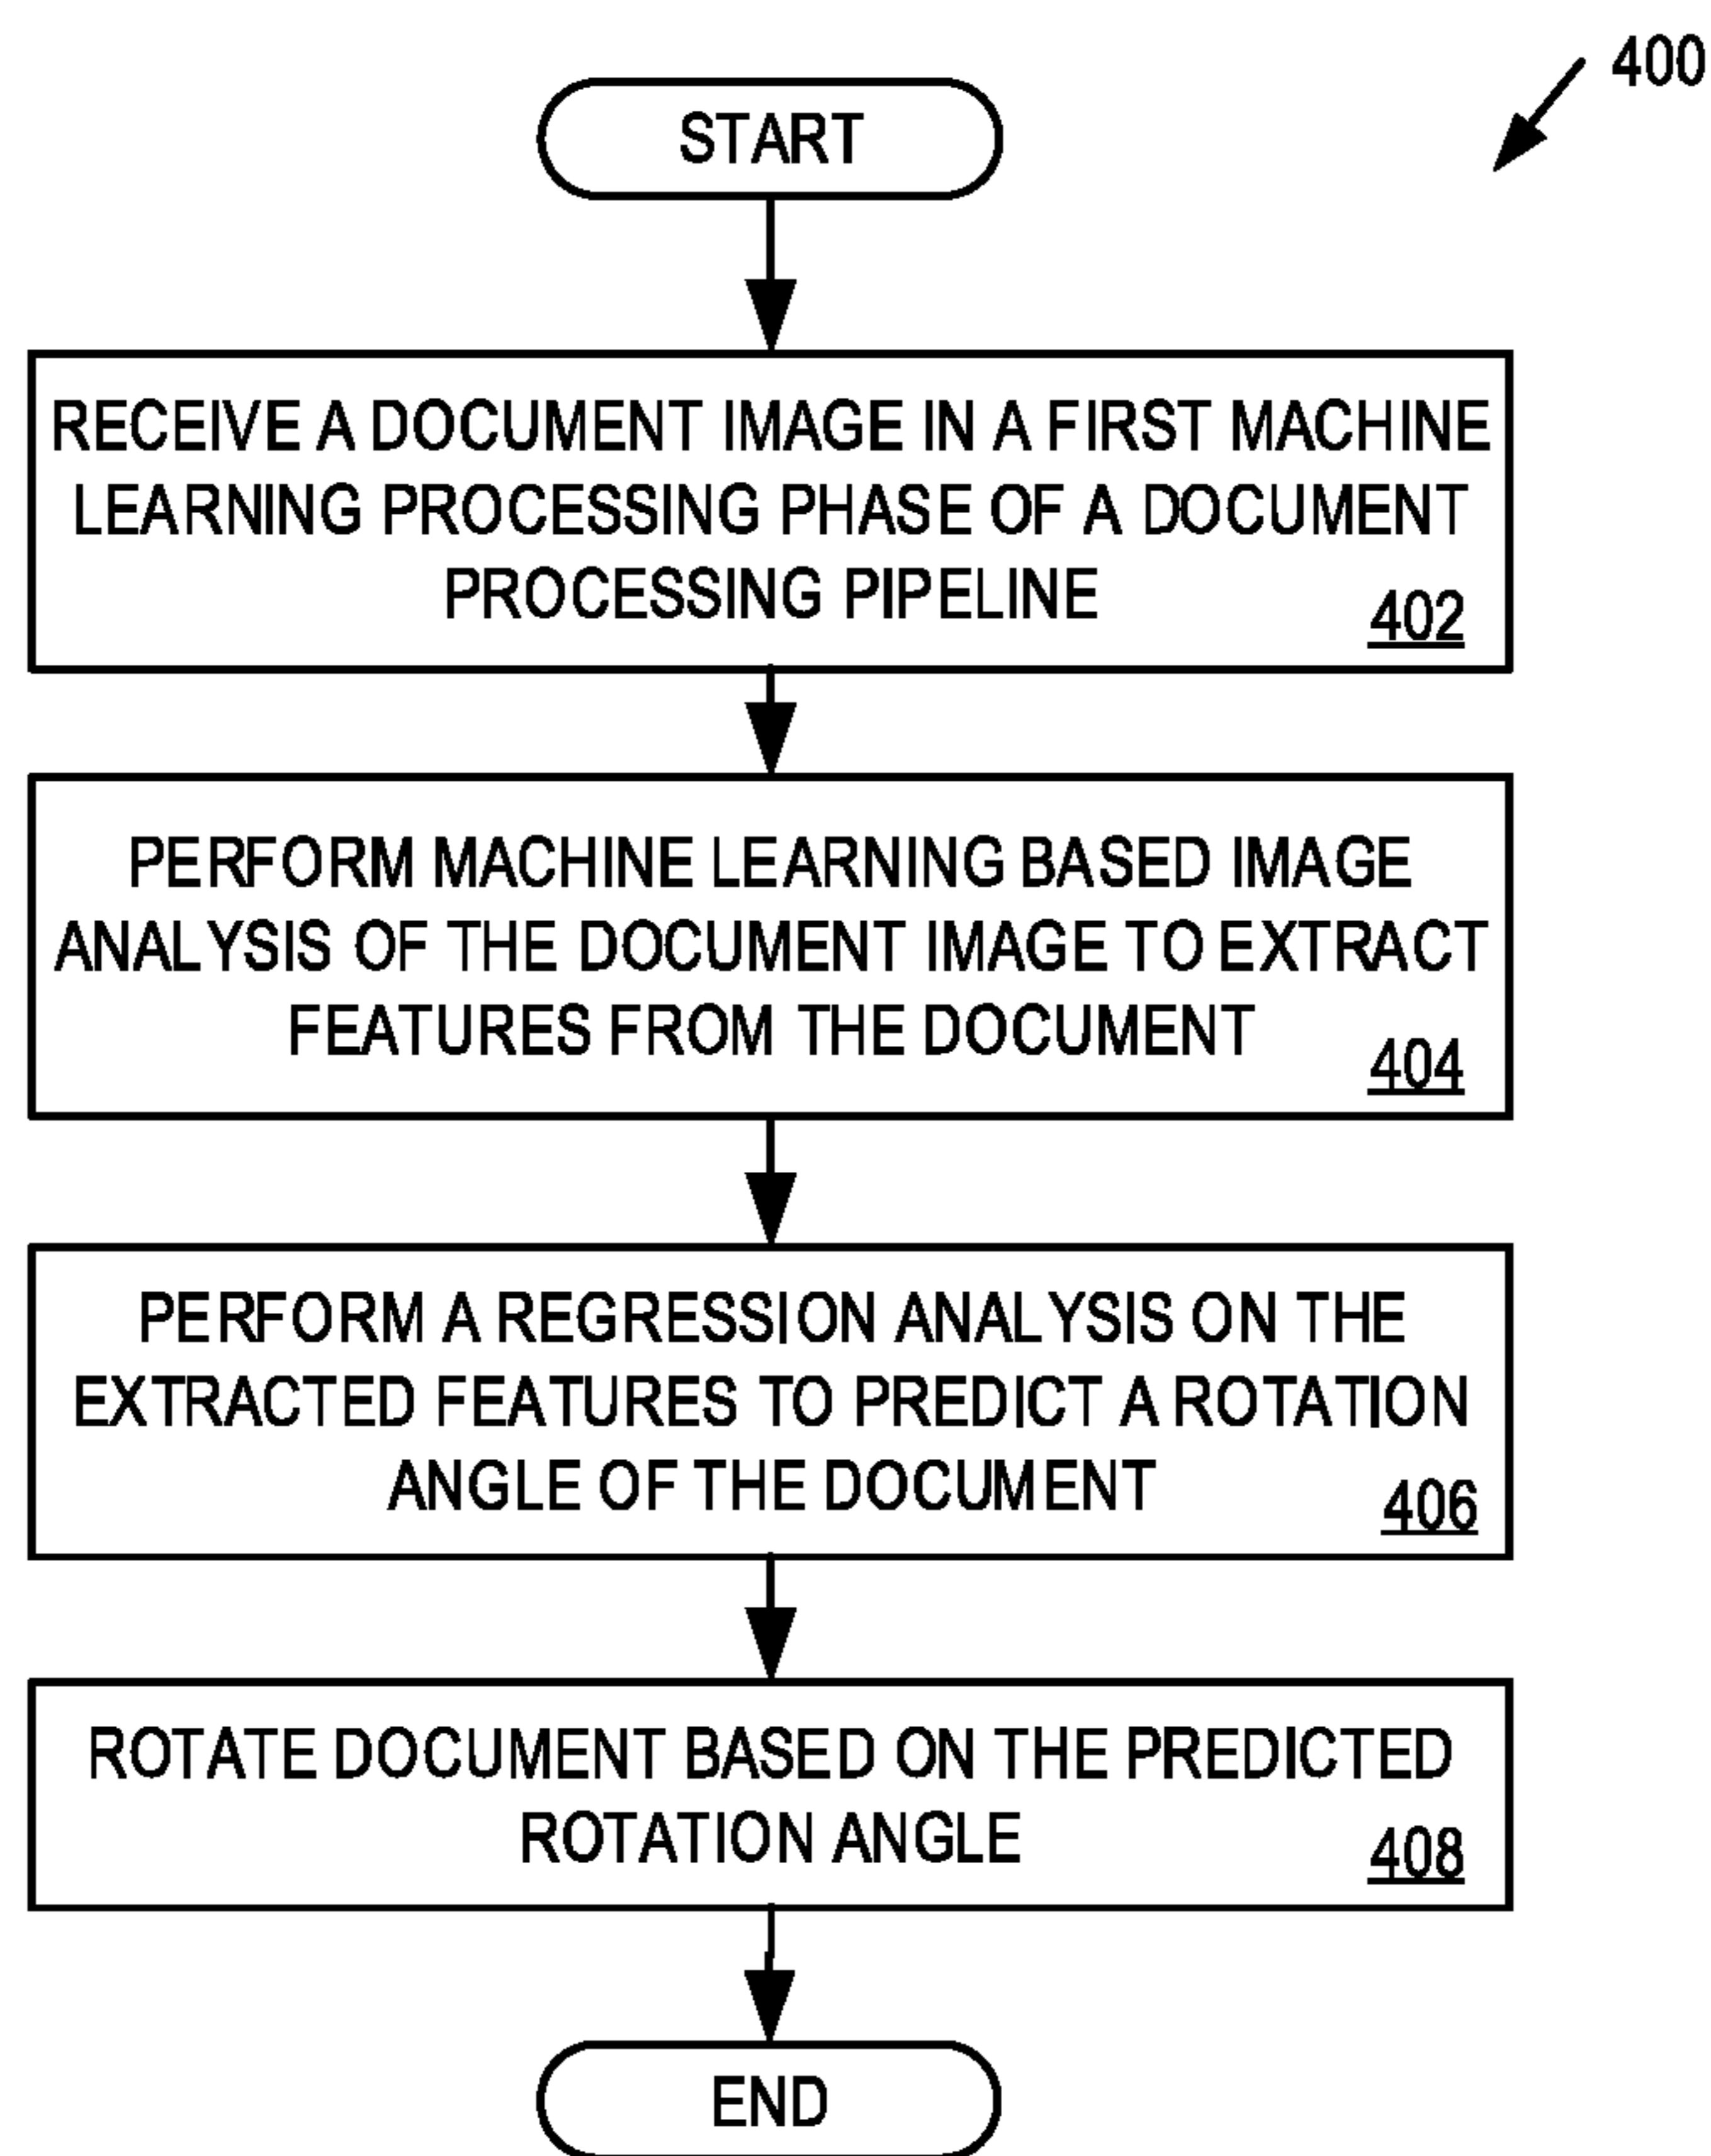 400
START
RECEIVE A DOCUMENT IMAGE IN A FIRST MACHINE
LEARNING PROCESSING PHASE OF A DOCUMENT
PROCESSING PIPELINE
402
PERFORM MACHINE LEARNING BASED IMAGE
ANALYSIS OF THE DOCUMENT IMAGE TO EXTRACT
FEATURES FROM THE DOCUMENT
404
PERFORM A REGRESSION ANALYSIS ON THE
EXTRACTED FEATURES TO PREDICT A ROTATION
ANGLE OF THE DOCUMENT
406
ROTATE DOCUMENT BASED ON THE PREDICTED
ROTATION ANGLE
408
END